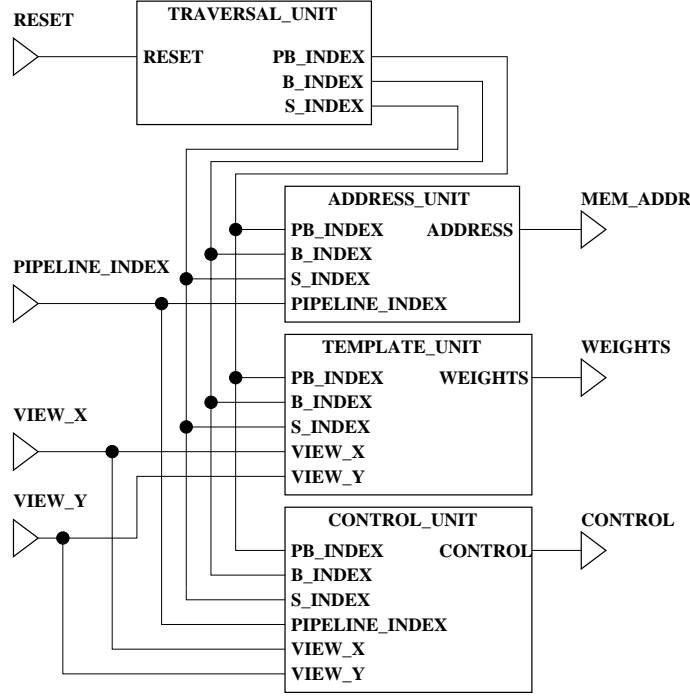 TRAVERSAL_UNIT
RESET
RESET
PB_INDEX
B_INDEX
S_INDEX
ADDRESS_UNIT
MEM_ADDR
PB_INDEX
ADDRESS
B_INDEX
PIPELINE_INDEX
S_INDEX
PIPELINE_INDEX
TEMPLATE_UNIT
WEIGHTS
PB_INDEX
WEIGHTS
B_INDEX
VIEW_X
S_INDEX
VIEW_X
VIEW_Y
VIEW_Y
CONTROL_UNIT
CONTROL
PB_INDEX
CONTROL
B_INDEX
S_INDEX
PIPELINE_INDEX
VIEW_X
VIEW_Y